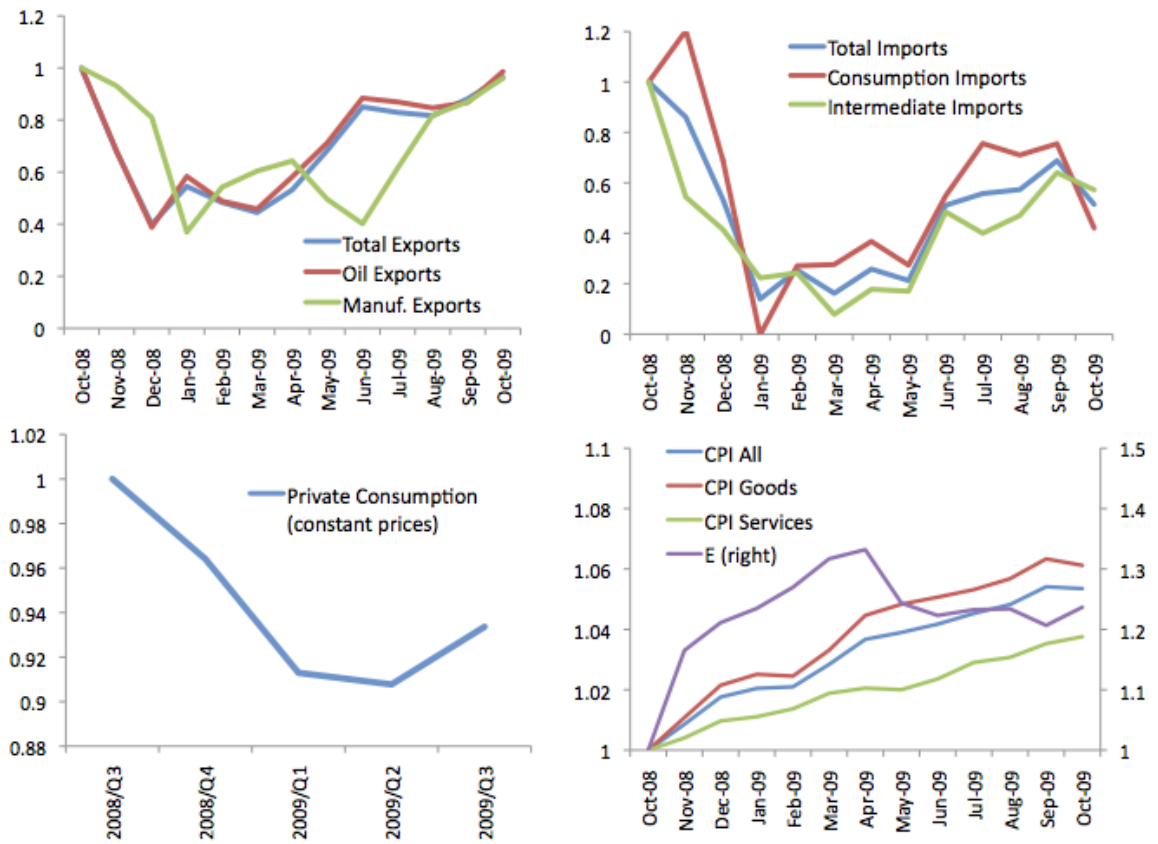 1.2
1
0.8
0.6
0.4
0.2
0
Total Exports
Oil Exports
Manuf. Exports
Oct-08
Nov-08
Dec-08
Jan-09
Feb-09
Mar-09
Apr-09
May-09
Jun-09
Jul-09
Aug-09
Sep-09
Oct-09
1.2
1
0.8
0.6
0.4
0.2
0
Total Imports
Consumption Imports
Intermediate Imports
Oct-08
Nov-08
Dec-08
Jan-09
Feb-09
Mar-09
Apr-09
May-09
Jun-09
Jul-09
Aug-09
Sep-09
Oct-09
1.02
1
0.98
0.96
0.94
0.92
0.9
0.88
Private Consumption
(constant prices)
2008/Q3
2008/Q4
2009/Q1
2009/Q2
2009/Q3
1.1
1.08
1.06
1.04
1.02
1
CPI All
CPI Goods
CPI Services
E (right)
1.5
1.4
1.3
1.2
1.1
1
Oct-08
Nov-08
Dec-08
Jan-09
Feb-09
Mar-09
Apr-09
May-09
Jun-09
Jul-09
Aug-09
Sep-09
Oct-09